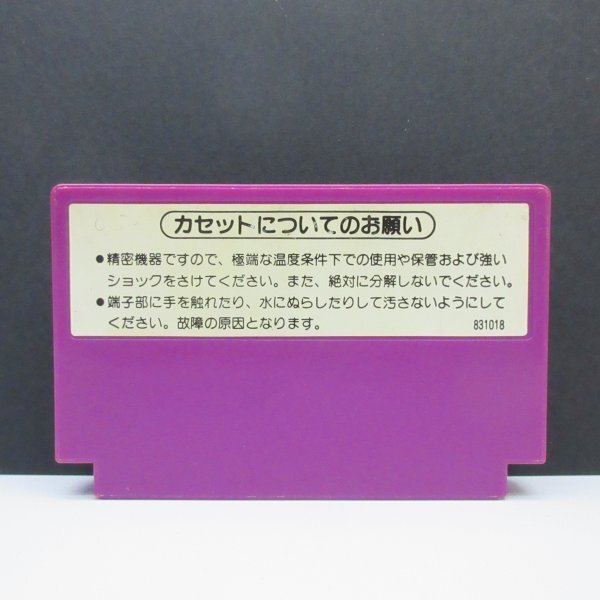 カセットについてのお願い
●精密機器ですので、極端な温度条件下での使用や保管および強い
ショックをさけてください。また、絶対に分解しないでください。
●端子部に手を触れたり、水にぬらしたりして汚さないようにして
ください。故障の原因となります。
831018